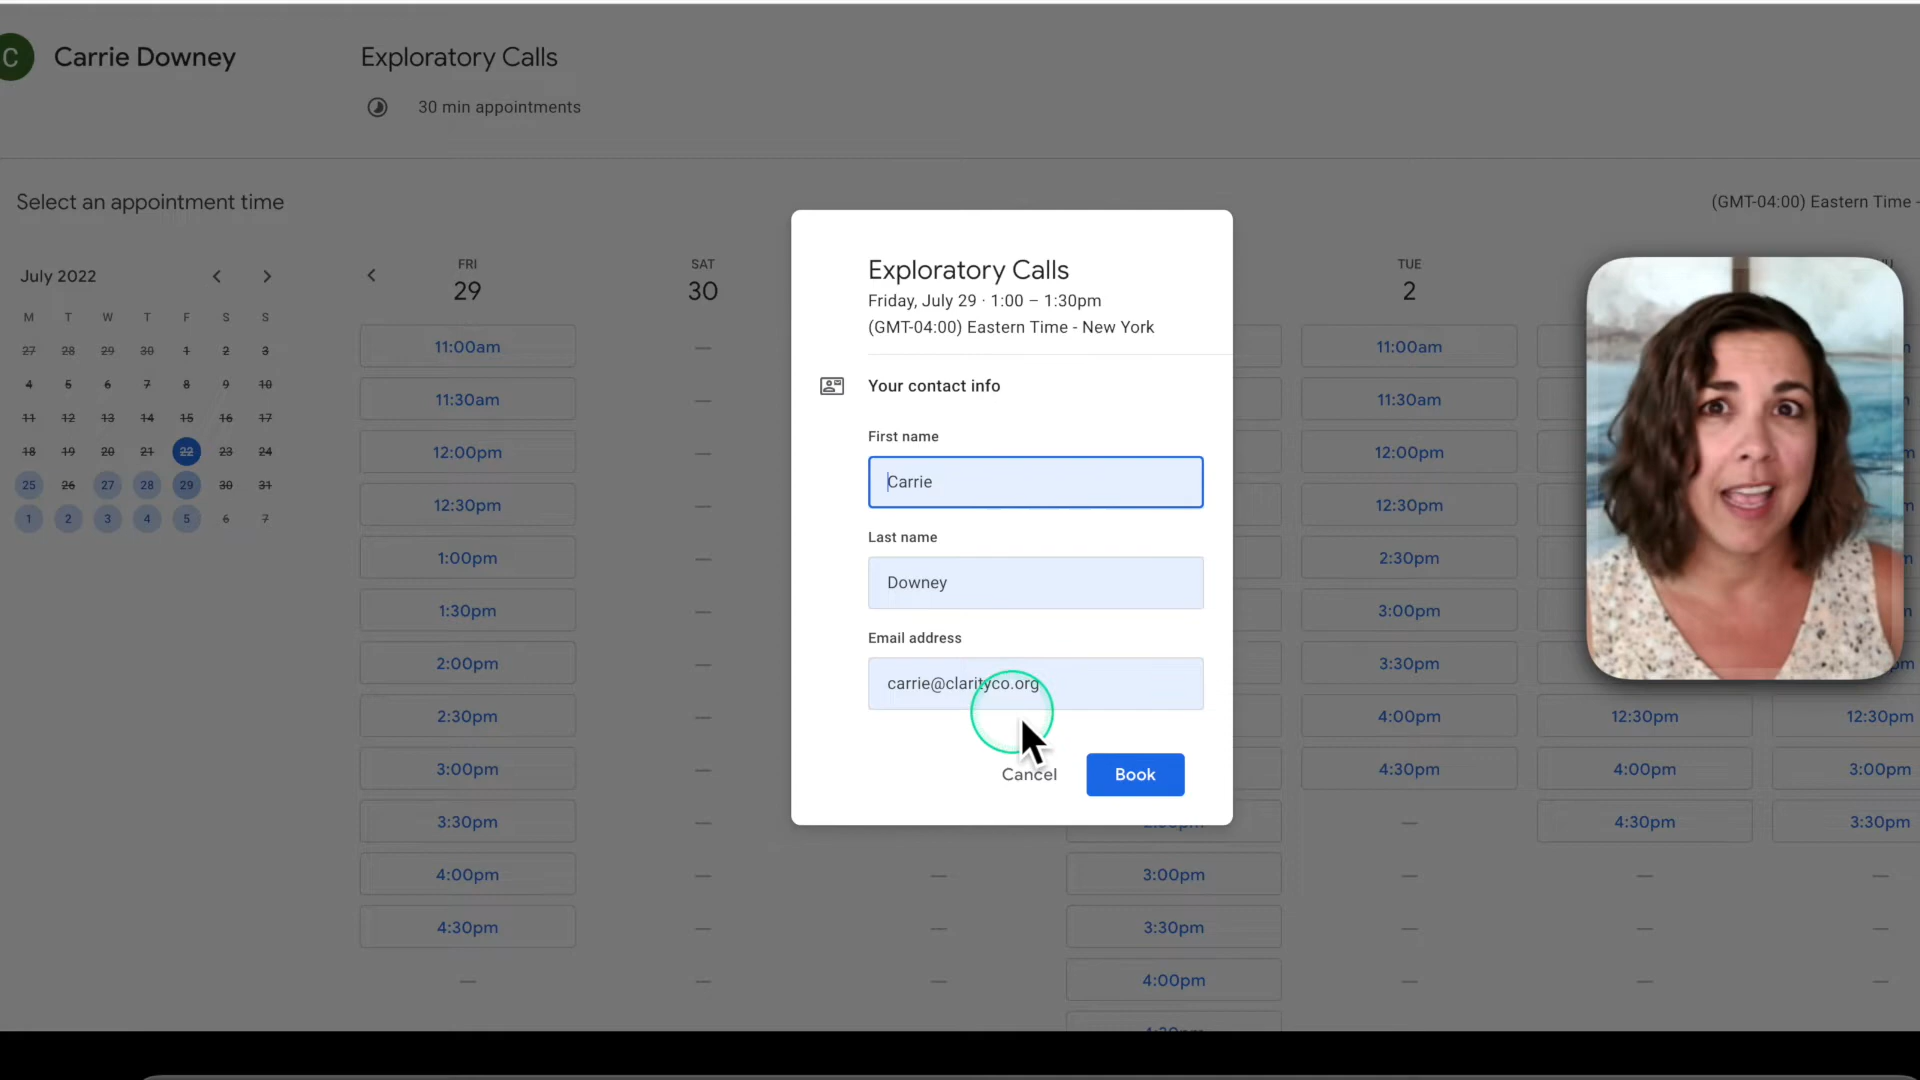 C Carrie Downey
Exploratory Calls
30 min appointments
Select an appointment time
(GMT-04:00) Eastern Time -
July 2022
M T W T F S S
27 28 29 30 1 2 3
4 5 6 7 8 9 10
11 12 13 14 15 16 17
18 19 20 21 22 23 24
25 26 27 28 29 30 31
1 2 3 4 5 6 7
FRI
29
11:00am
11:30am
12:00pm
12:30pm
1:00pm
1:30pm
2:00pm
2:30pm
3:00pm
3:30pm
4:00pm
4:30pm
—
SAT
30
—
—
—
—
—
—
—
—
—
—
—
—
—
Exploratory Calls
Friday, July 29 · 1:00 – 1:30pm
(GMT-04:00) Eastern Time - New York
Your contact info
First name
Carrie
Last name
Downey
Email address
carrie@clarityco.org
Cancel
Book
—
—
—
3:00pm
3:30pm
4:00pm
TUE
2
11:00am
11:30am
12:00pm
12:30pm
2:30pm
3:00pm
3:30pm
4:00pm
4:30pm
—
—
—
—
12:30pm
4:00pm
4:30pm
—
—
—
12:30pm
3:00pm
3:30pm
—
—
—